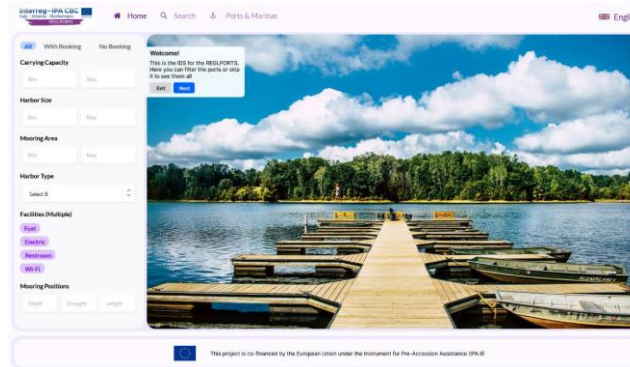 Interreg - IPA CBC
Italy - Albania - Montenegro
REGLPORTS
Home
Search
Ports & Marinas
Engli
All
With Booking
No Booking
Carrying Capacity
Min
Max
Harbor Size
Min
Max
Mooring Area
Min
Max
Harbor Type
Select It
Facilities (Multiple)
Fuel
Electric
Restroom
Wi-Fi
Mooring Positions
Depth
Draught
Length
Welcome!
This is the IDS for the REGLPORTS.
Here you can filter the ports or skip
it to see them all
Exit
Next
This project is co-financed by the European Union under the Instrument for Pre-Accession Assistance (IPA II)